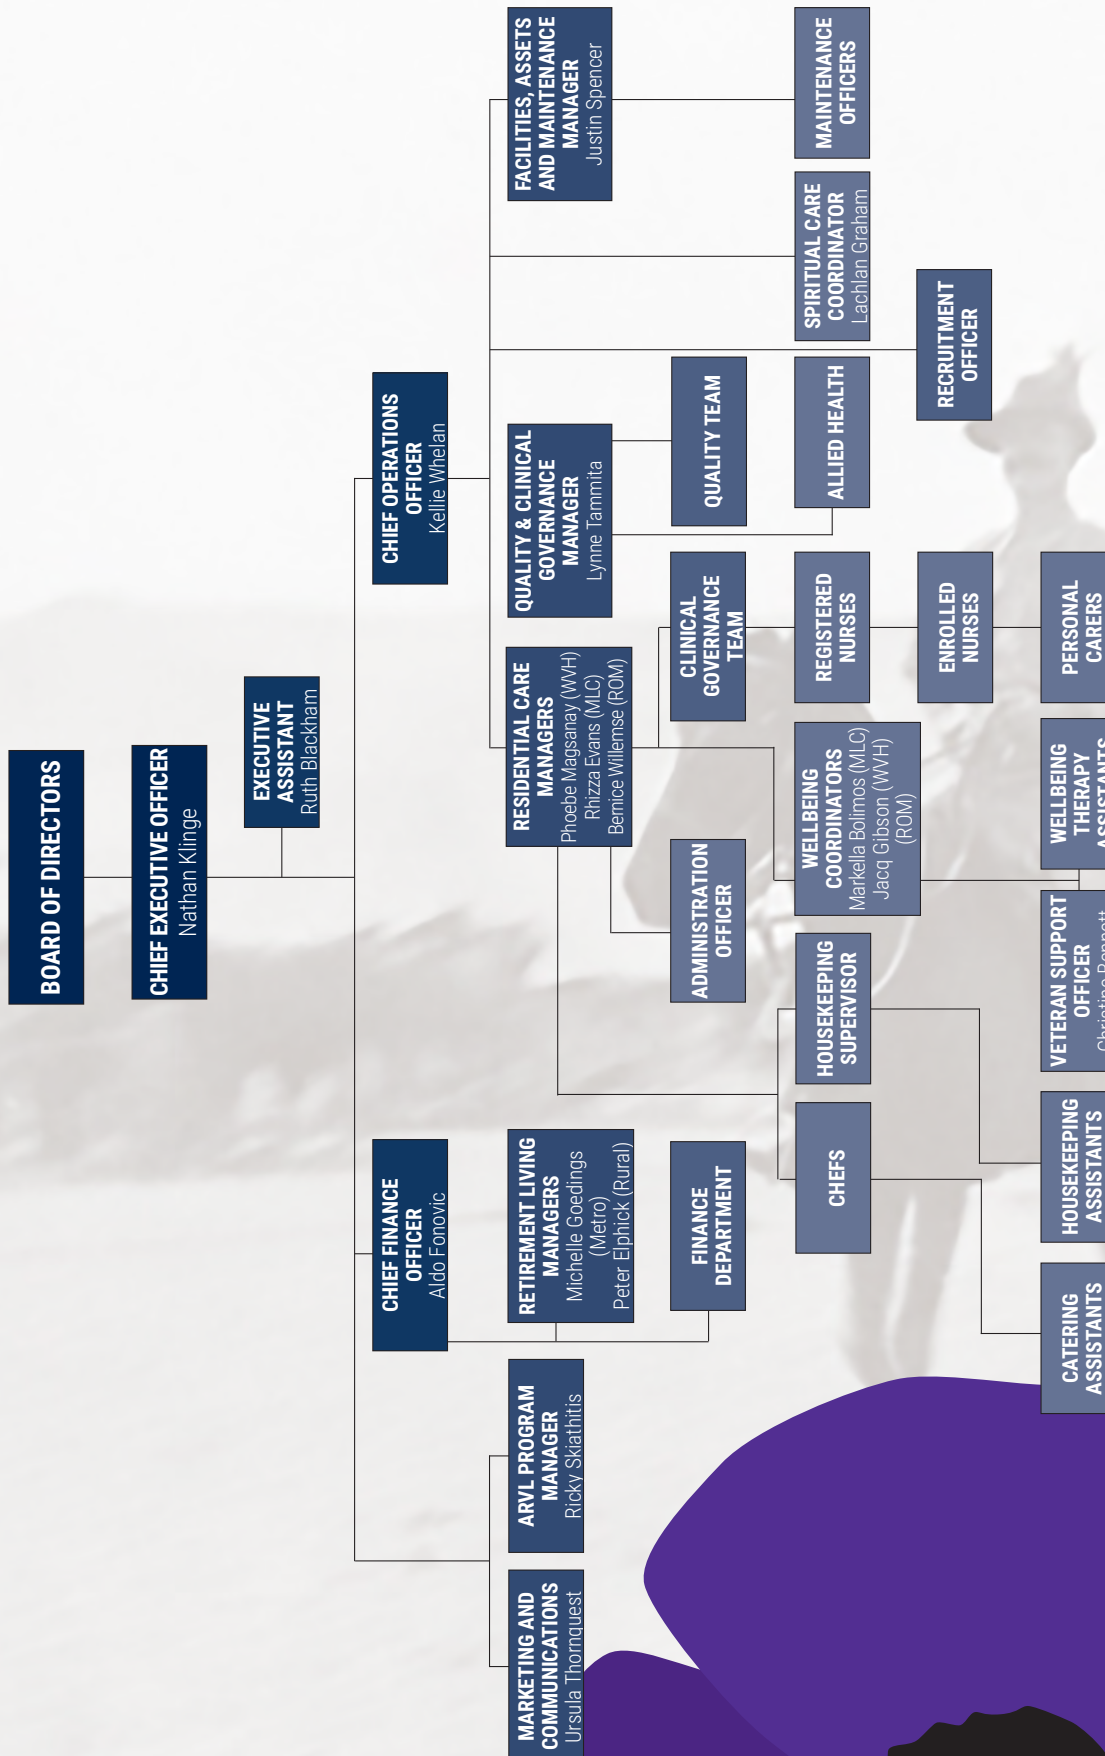 BOARD OF DIRECTORS
CHIEF EXECUTIVE OFFICER
Nathan Klinge
EXECUTIVE
ASSISTANT
Ruth Blackham
CHIEF FINANCE
OFFICER
Aldo Fonovic
CHIEF OPERATIONS
OFFICER
Kellie Whelan
MARKETING AND
COMMUNICATIONS
Ursula Thornquest
ARVL PROGRAM
MANAGER
Ricky Skiathitis
RETIREMENT LIVING
MANAGERS
Michelle Goedings
(Metro)
Peter Elphick (Rural)
RESIDENTIAL CARE
MANAGERS
Phoebe Magsanay (WVH)
Rhizza Evans (MLC)
Bernice Willemse (ROM)
QUALITY & CLINICAL
GOVERNANCE
MANAGER
Lynne Tammita
FACILITIES, ASSETS
AND MAINTENANCE
MANAGER
Justin Spencer
FINANCE
DEPARTMENT
ADMINISTRATION
OFFICER
CLINICAL
GOVERNANCE
TEAM
QUALITY TEAM
CHEFS
HOUSEKEEPING
SUPERVISOR
WELLBEING
COORDINATORS
Markella Bolimos (MLC)
Jacq Gibson (WVH)
(ROM)
REGISTERED
NURSES
ALLIED HEALTH
SPIRITUAL CARE
COORDINATOR
Lachlan Graham
MAINTENANCE
OFFICERS
ENROLLED
NURSES
RECRUITMENT
OFFICER
CATERING
ASSISTANTS
HOUSEKEEPING
ASSISTANTS
VETERAN SUPPORT
OFFICER
Christine Bennett
WELLBEING
THERAPY
ASSISTANTS
PERSONAL
CARERS